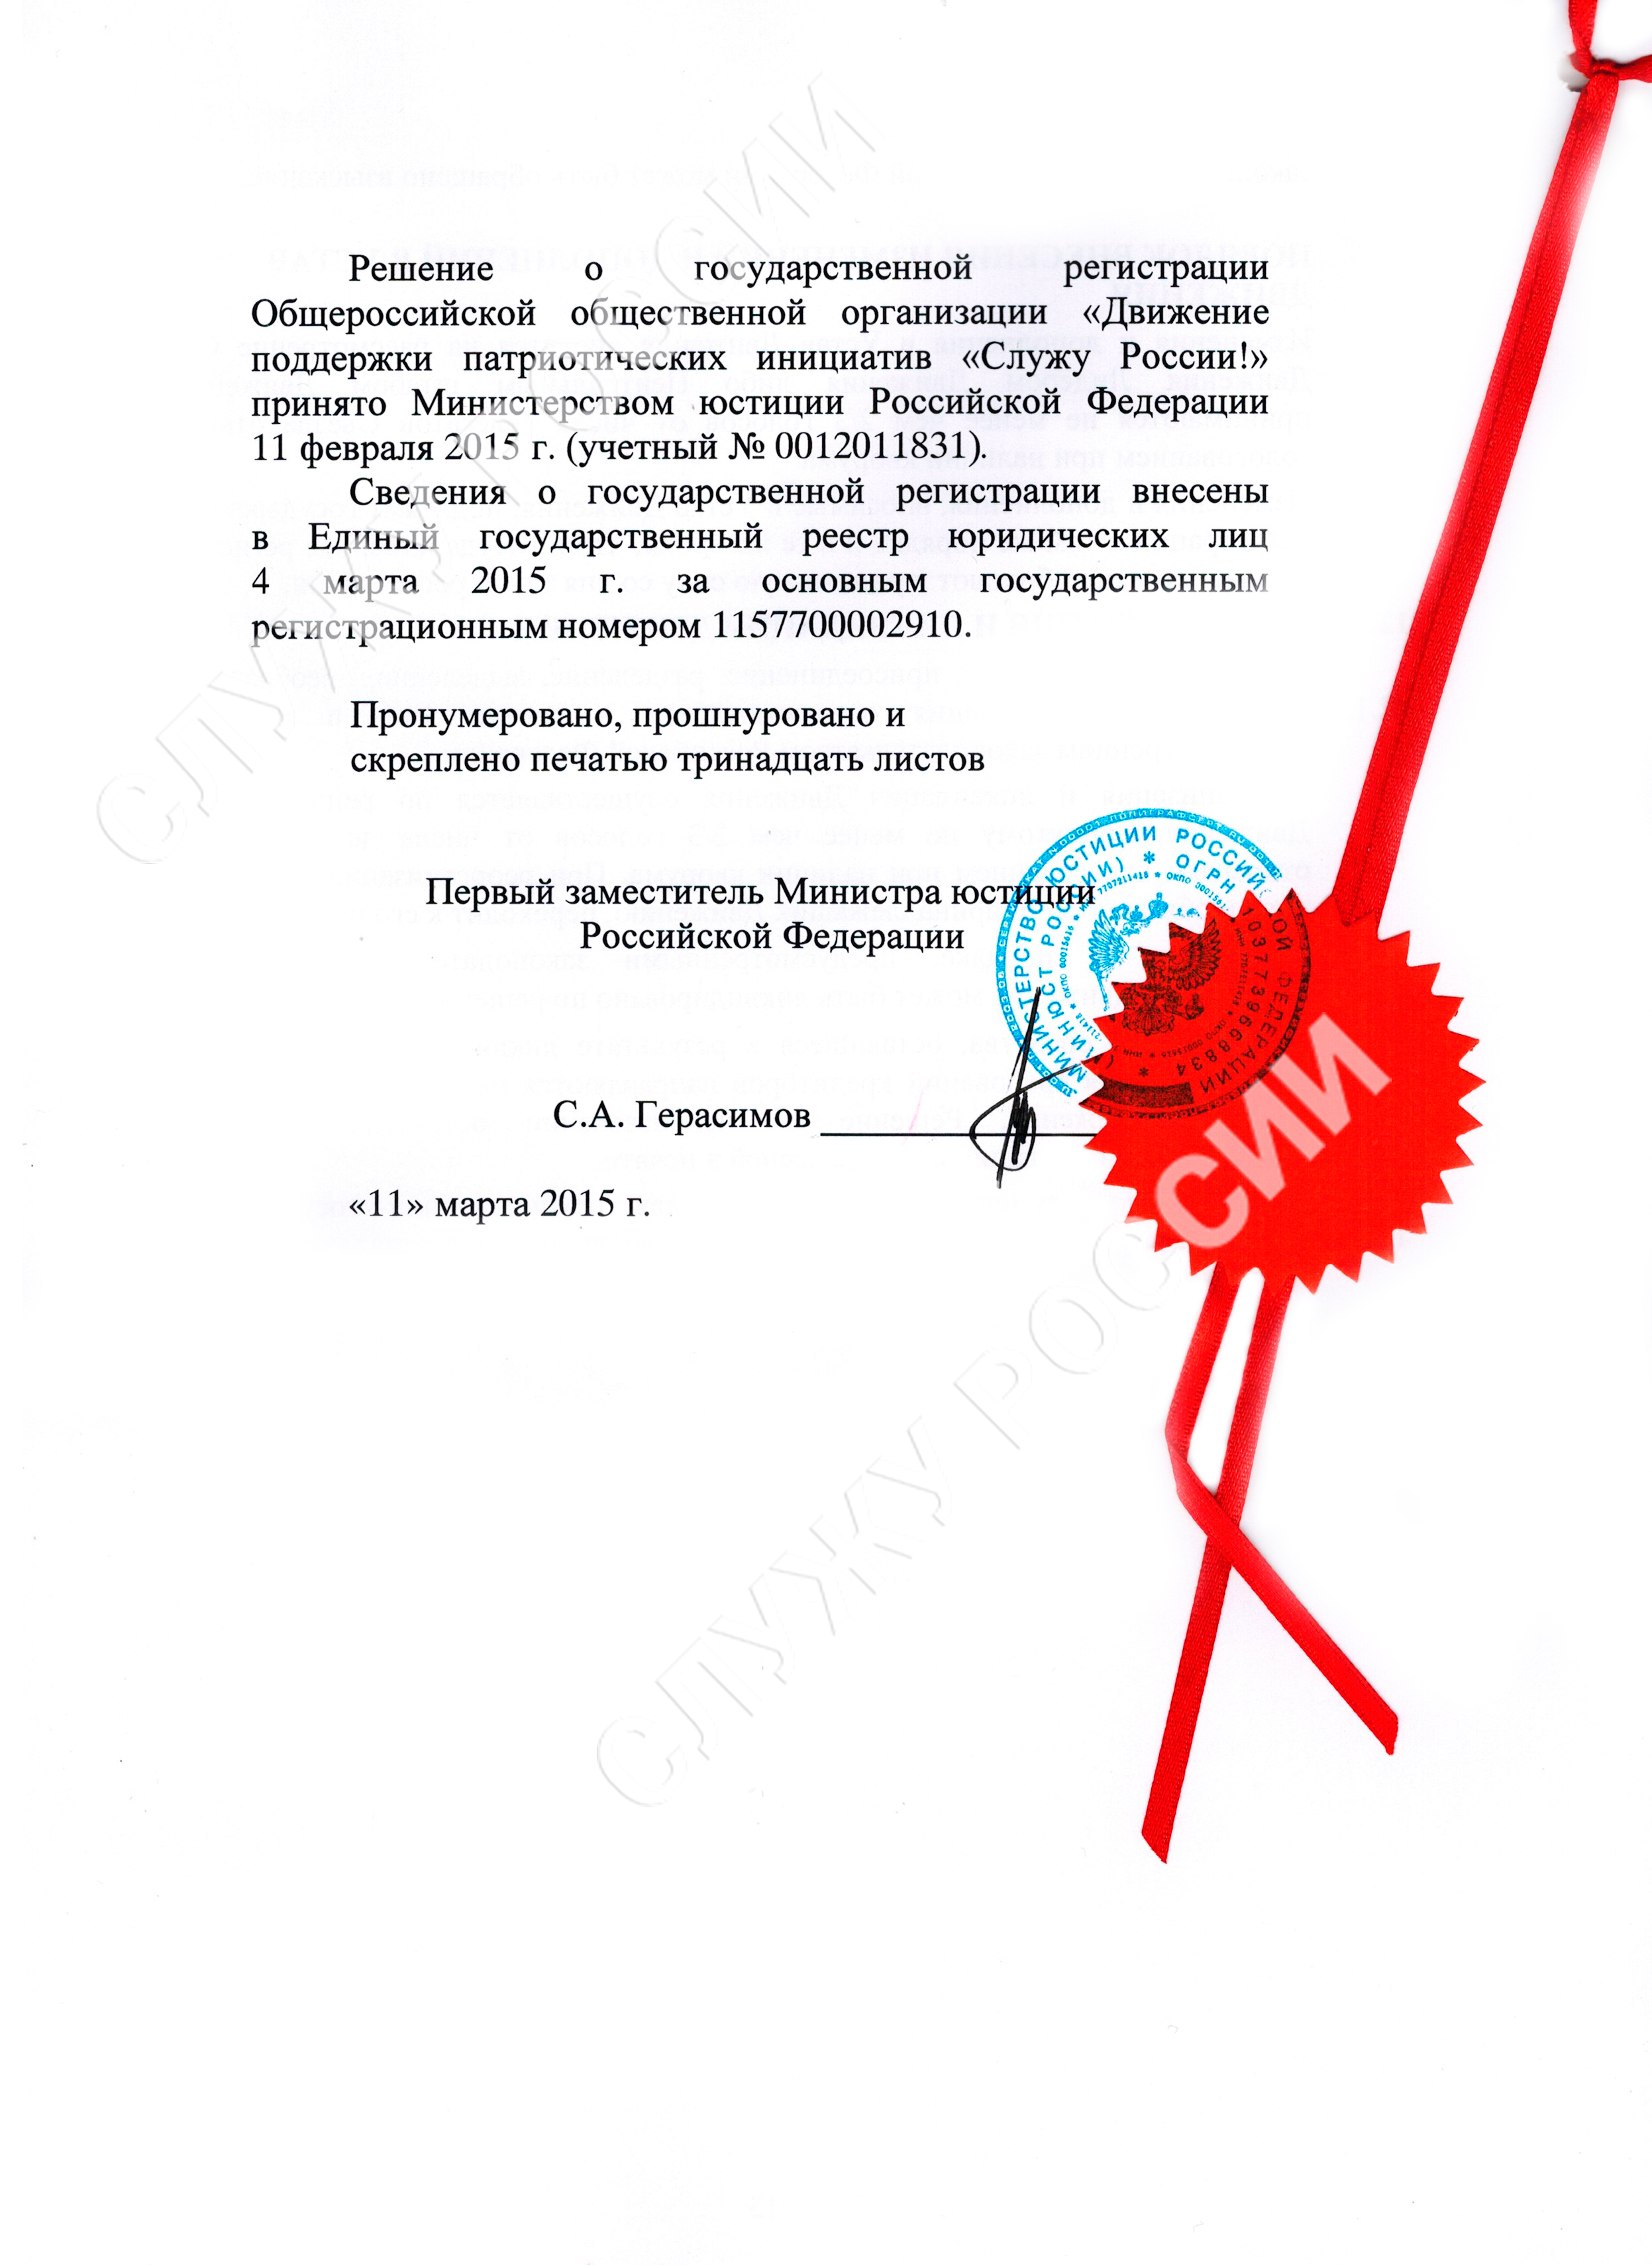 Решение о государственной регистрации
Общероссийской общественной организации «Движение
поддержки патриотических инициатив «Служу России!»
принято Министерством юстиции Российской Федерации
11 февраля 2015 г. (учетный № 0012011831).
Сведения о государственной регистрации внесены
в Единый государственный реестр юридических лиц
4 марта 2015 г. за основным государственным
регистрационным номером 1157700002910.
Пронумеровано, прошнуровано и
скреплено печатью тринадцать листов
Первый заместитель Министра юстиции
Российской Федерации
С.А. Герасимов
«11» марта 2015 г.
МИНИСТЕРСТВО ЮСТИЦИИ РОССИЙСКОЙ ФЕДЕРАЦИИ
(МИНЮСТ РОССИИ) * ОГРН 1037739668834 *
СЛУЖУ РОССИИ
СЛУЖУ РОССИИ